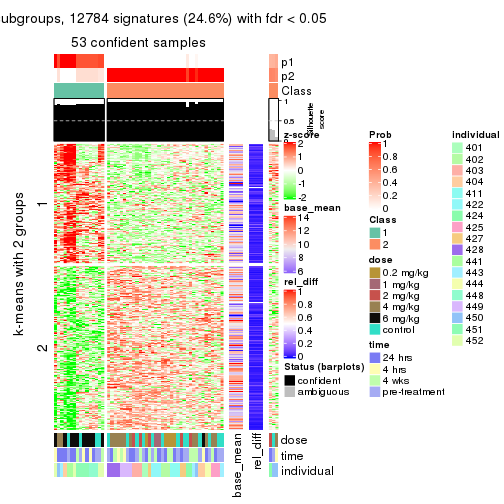 ubgroups, 12784 signatures (24.6%) with fdr < 0.05
53 confident samples
p1
p2
Class
1
0.5
0
Silhouette
score
k-means with 2 groups
1
2
base_mean
rel_diff
dose
time
individual
z-score
2
1
0
-1
-2
base_mean
14
12
10
8
6
rel_diff
1
0.8
0.6
0.4
0.2
0
Status (barplots)
confident
ambiguous
Prob
1
0.8
0.6
0.4
0.2
0
Class
1
2
dose
0.2 mg/kg
1 mg/kg
2 mg/kg
4 mg/kg
6 mg/kg
control
time
24 hrs
4 hrs
4 wks
pre-treatment
individual
401
402
403
404
411
422
424
425
427
428
441
443
444
448
449
450
451
452